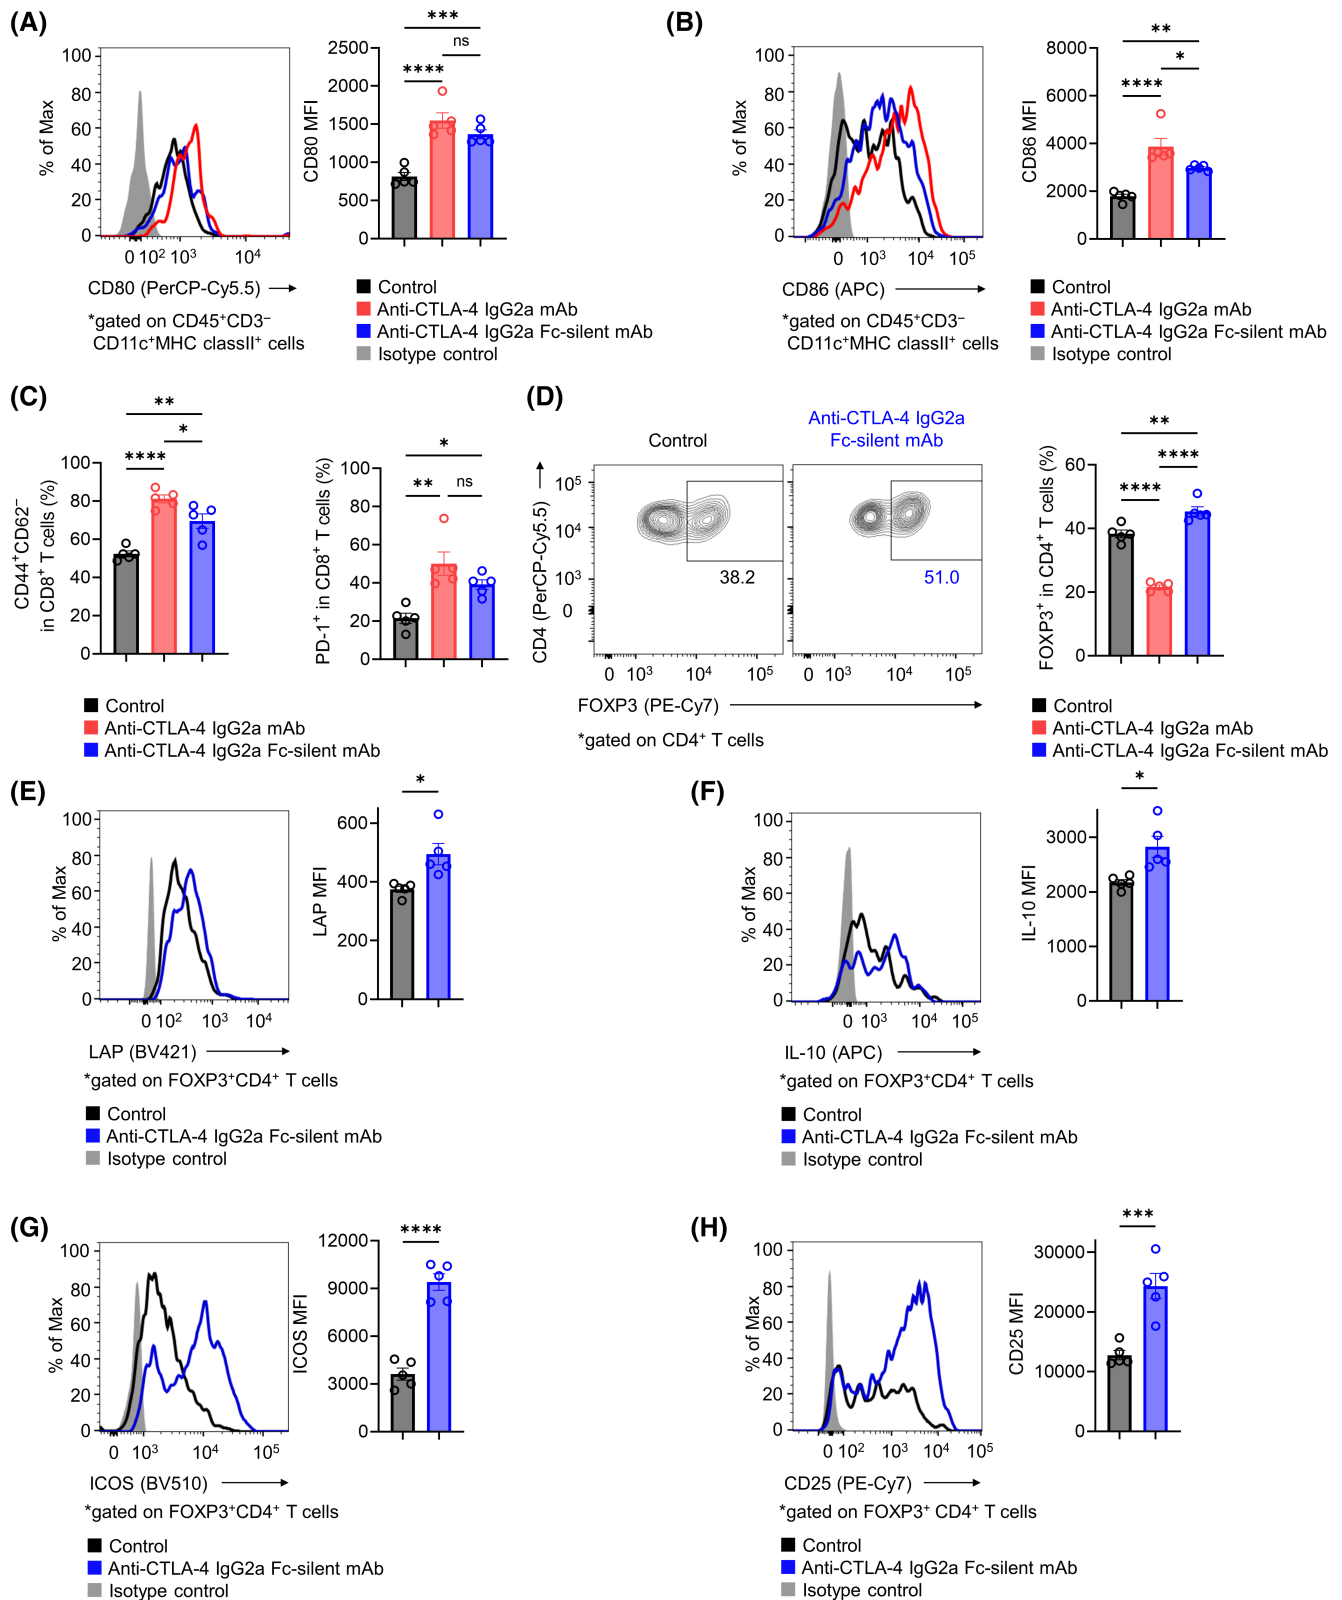 (A)
% of Max
100
80
60
40
20
0
0 10² 10³ 10⁴
CD80 (PerCP-Cy5.5)
*gated on CD45⁺CD3⁻
CD11c⁺MHC classII⁺ cells
CD80 MFI
2500
2000
1500
1000
500
0
***
ns
****
Control
Anti-CTLA-4 IgG2a mAb
Anti-CTLA-4 IgG2a Fc-silent mAb
Isotype control
(B)
% of Max
100
80
60
40
20
0
0 10³ 10⁴ 10⁵
CD86 (APC)
*gated on CD45⁺CD3⁻
CD11c⁺MHC classII⁺ cells
CD86 MFI
8000
6000
4000
2000
0
**
*
****
Control
Anti-CTLA-4 IgG2a mAb
Anti-CTLA-4 IgG2a Fc-silent mAb
Isotype control
(C)
CD44⁺CD62⁻
in CD8⁺ T cells (%)
100
80
60
40
20
0
**
*
****
PD-1⁺ in CD8⁺ T cells (%)
100
80
60
40
20
0
*
** ns
Control
Anti-CTLA-4 IgG2a mAb
Anti-CTLA-4 IgG2a Fc-silent mAb
(D)
Control
Anti-CTLA-4 IgG2a
Fc-silent mAb
CD4 (PerCP-Cy5.5)
10⁵
10⁴
10³
0
38.2
51.0
0 10³ 10⁴ 10⁵
0 10³ 10⁴ 10⁵
FOXP3 (PE-Cy7)
*gated on CD4⁺ T cells
FOXP3⁺ in CD4⁺ T cells (%)
60
40
20
0
**
****
****
Control
Anti-CTLA-4 IgG2a mAb
Anti-CTLA-4 IgG2a Fc-silent mAb
(E)
% of Max
100
80
60
40
20
0
0 10² 10³ 10⁴
LAP (BV421)
*gated on FOXP3⁺CD4⁺ T cells
LAP MFI
600
400
200
0
*
Control
Anti-CTLA-4 IgG2a Fc-silent mAb
Isotype control
(F)
% of Max
100
80
60
40
20
0
0 10³ 10⁴ 10⁵
IL-10 (APC)
*gated on FOXP3⁺CD4⁺ T cells
IL-10 MFI
3000
2000
1000
0
*
Control
Anti-CTLA-4 IgG2a Fc-silent mAb
Isotype control
(G)
% of Max
100
80
60
40
20
0
0 10³ 10⁴ 10⁵
ICOS (BV510)
*gated on FOXP3⁺CD4⁺ T cells
ICOS MFI
12000
9000
6000
3000
0
****
Control
Anti-CTLA-4 IgG2a Fc-silent mAb
Isotype control
(H)
% of Max
100
80
60
40
20
0
0 10² 10³ 10⁴ 10⁵
CD25 (PE-Cy7)
*gated on FOXP3⁺ CD4⁺ T cells
CD25 MFI
30000
20000
10000
0
***
Control
Anti-CTLA-4 IgG2a Fc-silent mAb
Isotype control